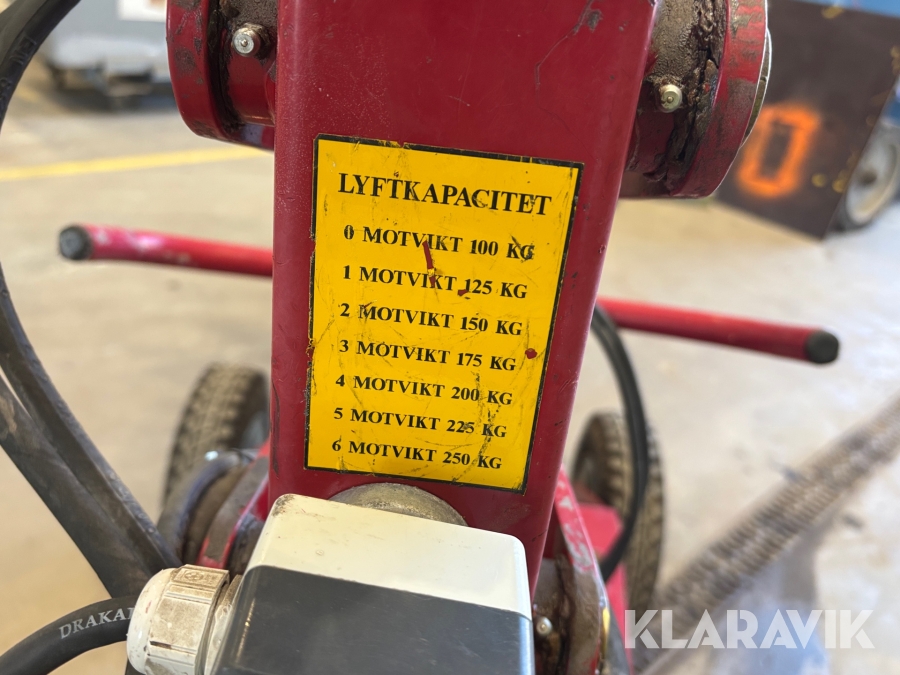 LYFTKAPACITET
0 MOTVIKT 100 KG
1 MOTVIKT 125 KG
2 MOTVIKT 150 KG
3 MOTVIKT 175 KG
4 MOTVIKT 200 KG
5 MOTVIKT 225 KG
6 MOTVIKT 250 KG
DRAKA
KLARAVIK